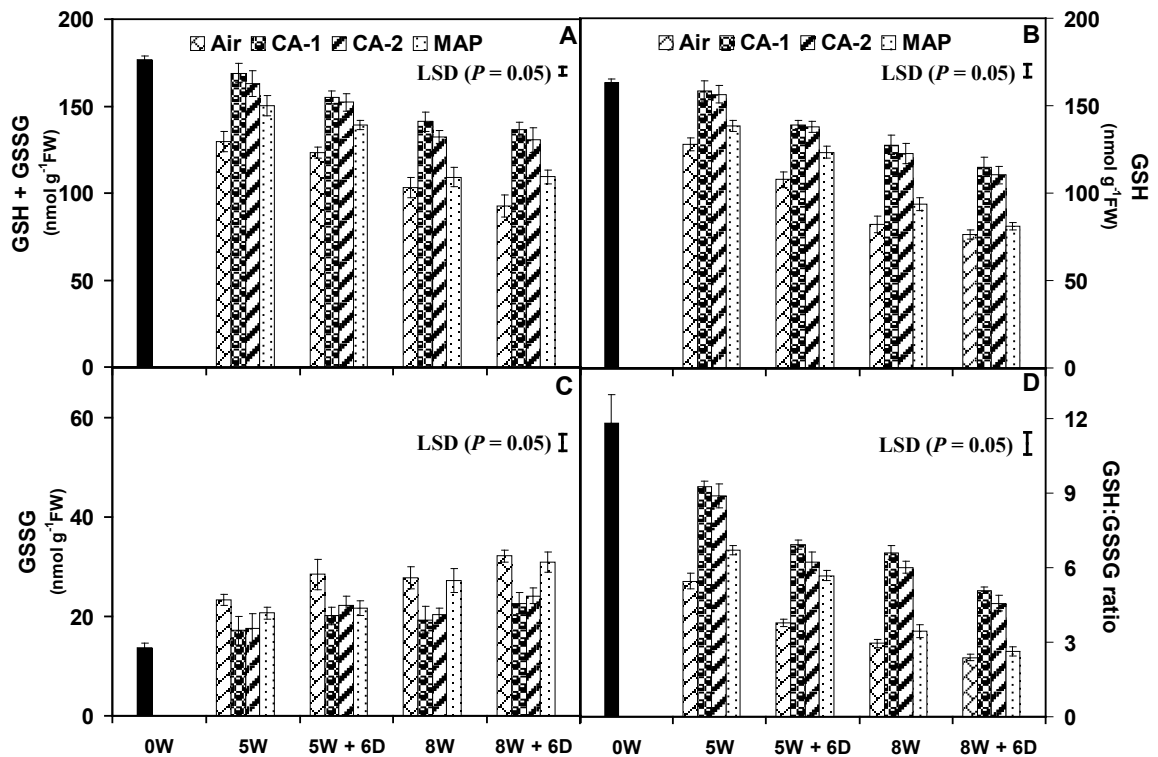 200
150
100
50
0
GSH + GSSG
(nmol g⁻¹FW)
Air CA-1 CA-2 MAP
A
LSD (P = 0.05)
Air CA-1 CA-2 MAP
B
LSD (P = 0.05)
200
150
100
50
0
GSH
(nmol g⁻¹FW)
60
40
20
0
GSSG
(nmol g⁻¹FW)
C
LSD (P = 0.05)
0W 5W 5W + 6D 8W 8W + 6D
D
LSD (P = 0.05)
12
9
6
3
0
GSH:GSSG ratio
0W 5W 5W + 6D 8W 8W + 6D